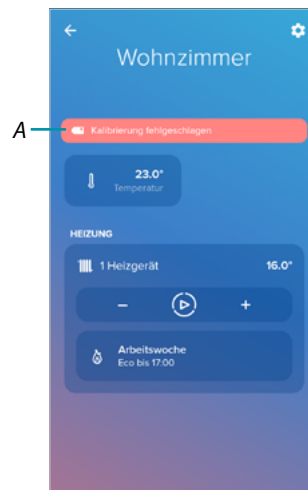 Wohnzimmer
A
Kalibrierung fehlgeschlagen
23.0°
Temperatur
HEIZUNG
1 Heizgerät
16.0°
Arbeitswoche
Eco bis 17:00